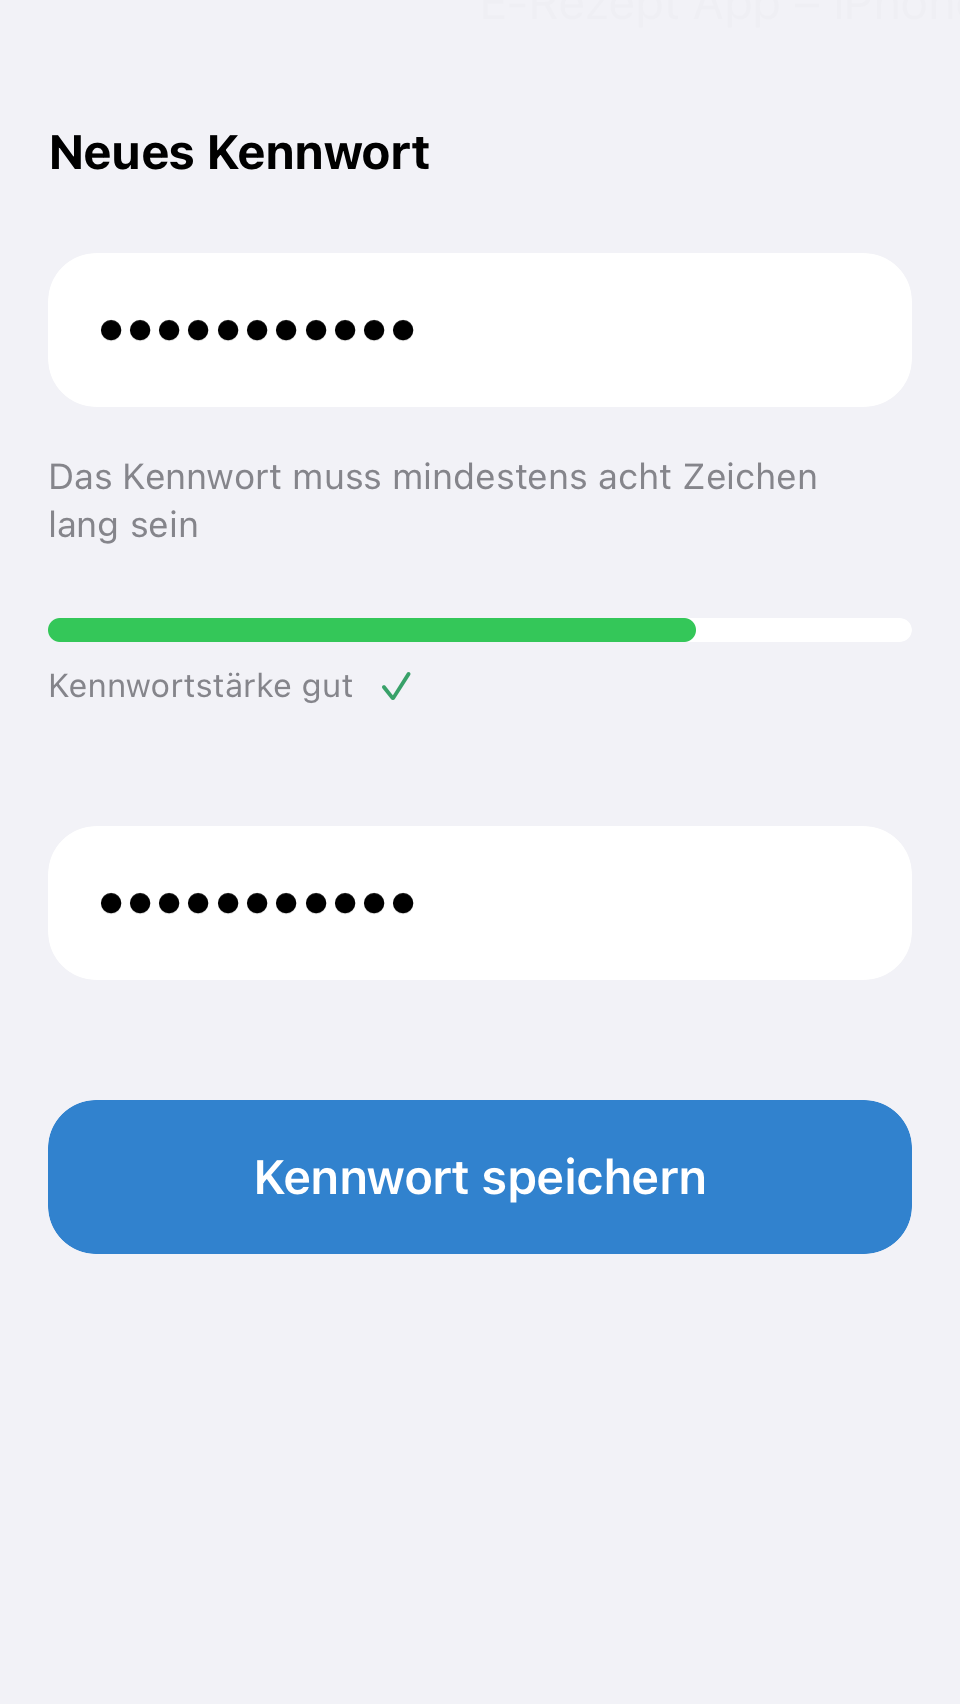 E-Rezept App – iPhon
Neues Kennwort
●●●●●●●●●●●
Das Kennwort muss mindestens acht Zeichen
lang sein
Kennwortstärke gut
●●●●●●●●●●●
Kennwort speichern